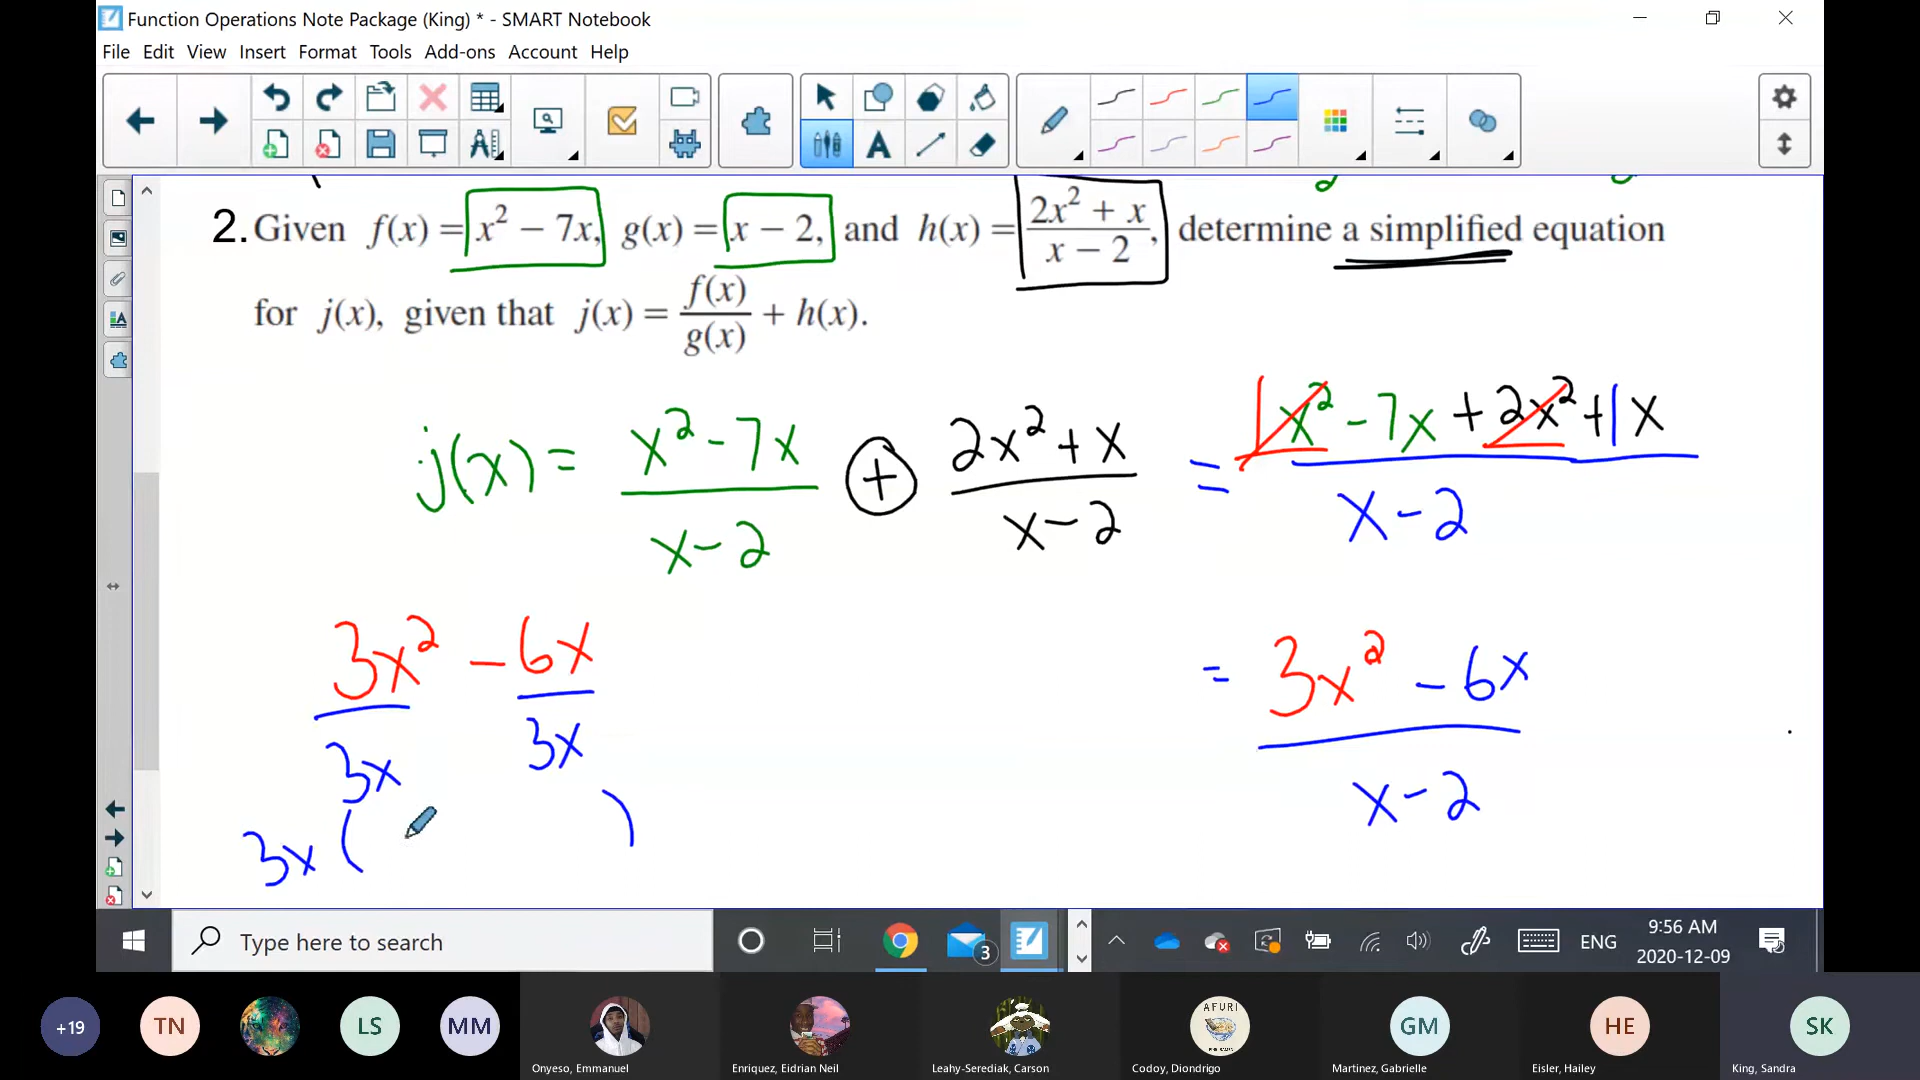 Function Operations Note Package (King) * - SMART Notebook
File Edit View Insert Format Tools Add-ons Account Help
2. Given f(x) = x² − 7x, g(x) = x − 2, and h(x) = (2x² + x)/(x − 2), determine a simplified equation
for j(x), given that j(x) = f(x)/g(x) + h(x).
j(x) = (x² - 7x)/(x - 2) + (2x² + x)/(x - 2) = (1x² - 7x + 2x² + 1x)/(x - 2)
3x²/3x - 6x/3x
= (3x² - 6x)/(x - 2)
3x ( )
Type here to search
3
ENG
9:56 AM
2020-12-09
+19 TN LS MM AFURI GM HE SK
Onyeso, Emmanuel Enriquez, Eidrian Neil Leahy-Serediak, Carson Codoy, Diondrigo Martinez, Gabrielle Eisler, Hailey King, Sandra